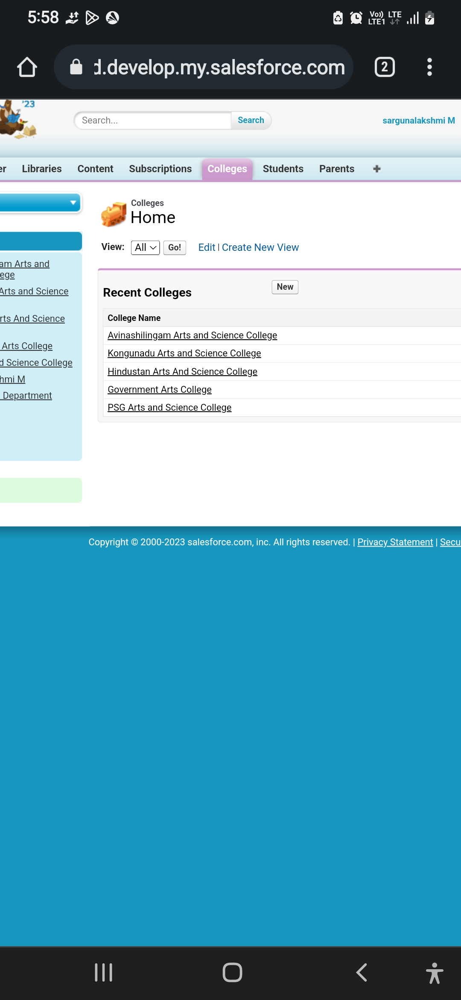 5:58
Vo)) LTE
LTE1
d.develop.my.salesforce.com
2
'23
Search...
Search
sargunalakshmi M
er Libraries Content Subscriptions Colleges Students Parents
Colleges
Home
View: All Go! Edit | Create New View
am Arts and
ege
Arts and Science
rts And Science
Arts College
d Science College
hmi M
Department
Recent Colleges New
College Name
Avinashilingam Arts and Science College
Kongunadu Arts and Science College
Hindustan Arts And Science College
Government Arts College
PSG Arts and Science College
Copyright © 2000-2023 salesforce.com, inc. All rights reserved. | Privacy Statement | Secu